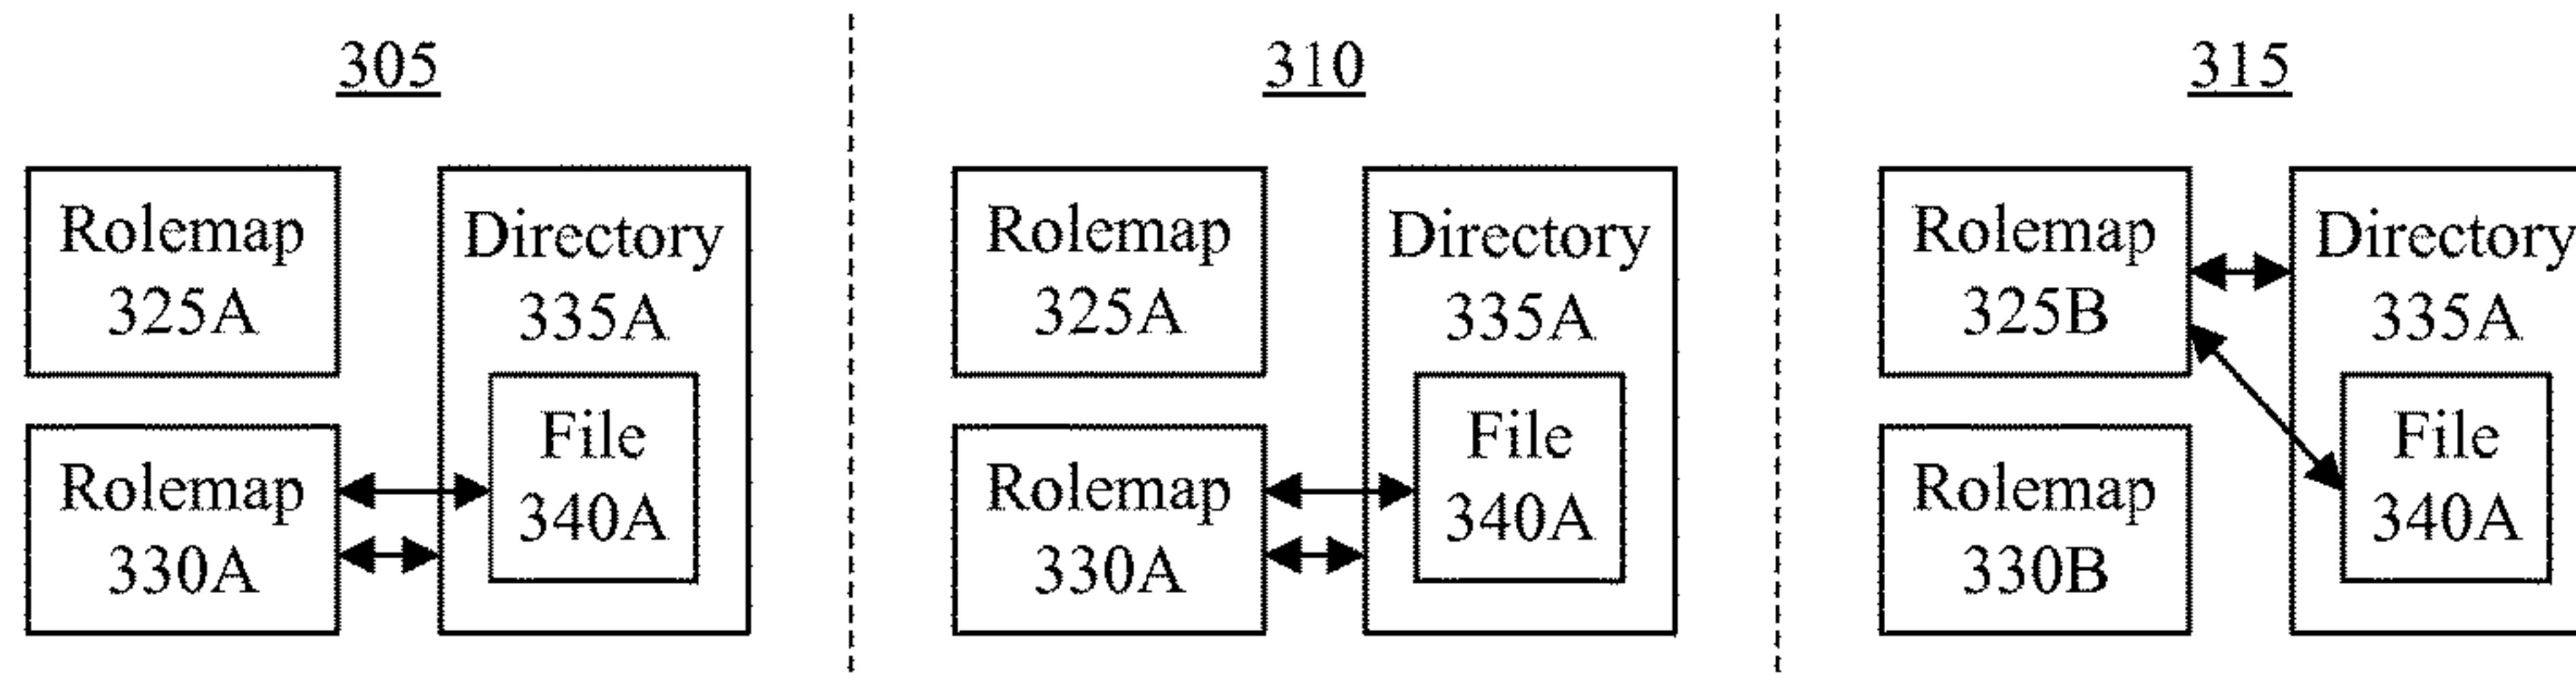 305
Rolemap
325A
Rolemap
330A
Directory
335A
File
340A
310
Rolemap
325A
Rolemap
330A
Directory
335A
File
340A
315
Rolemap
325B
Rolemap
330B
Directory
335A
File
340A